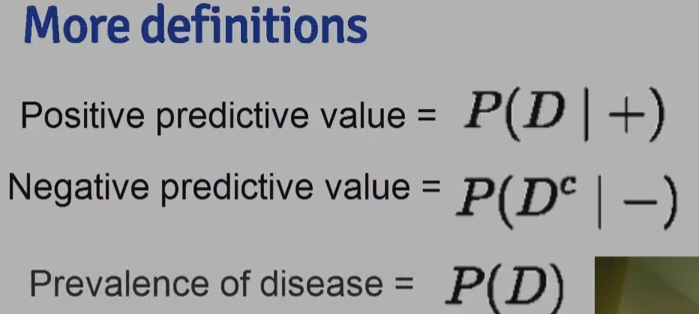 More definitions
Positive predictive value = P(D | +)
Negative predictive value = P(Dᶜ | −)
Prevalence of disease = P(D)